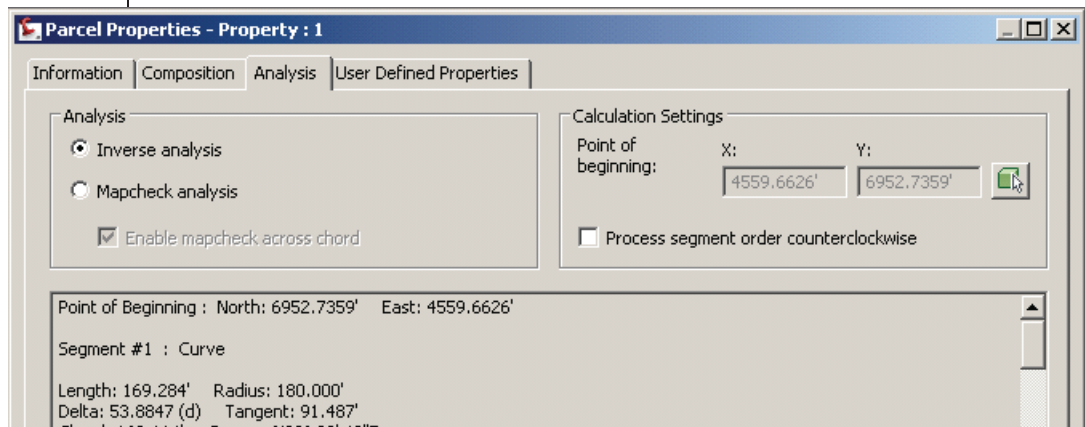 Parcel Properties - Property : 1
Information Composition Analysis User Defined Properties
Analysis
Inverse analysis
Mapcheck analysis
Enable mapcheck across chord
Calculation Settings
Point of beginning:
X: Y:
4559.6626' 6952.7359'
Process segment order counterclockwise
Point of Beginning : North: 6952.7359' East: 4559.6626'
Segment #1 : Curve
Length: 169.284' Radius: 180.000'
Delta: 53.8847 (d) Tangent: 91.487'